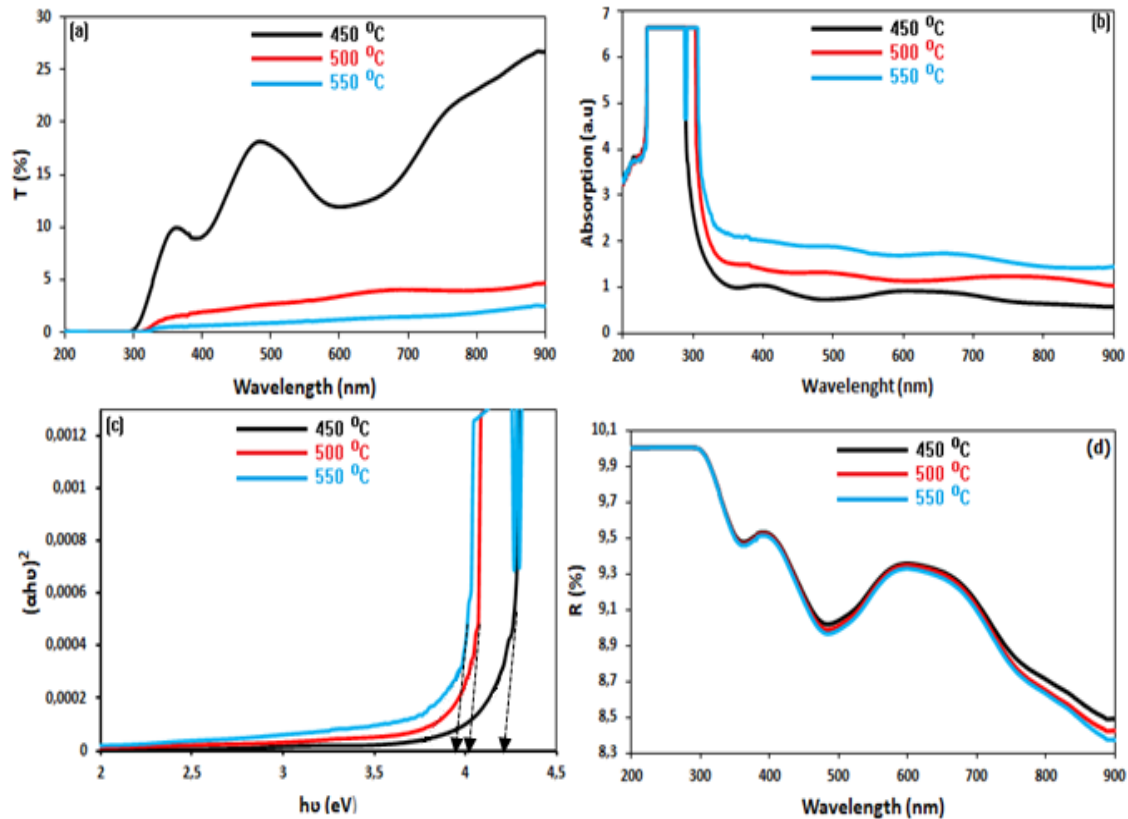 (a)
450 ⁰C
500 ⁰C
550 ⁰C
30
25
20
15
10
5
0
T (%)
200 300 400 500 600 700 800 900
Wavelength (nm)
(b)
450 ⁰C
500 ⁰C
550 ⁰C
7
6
5
4
3
2
1
0
Absorption (a.u)
200 300 400 500 600 700 800 900
Wavelenght (nm)
(c)
450 ⁰C
500 ⁰C
550 ⁰C
0,0012
0,001
0,0008
0,0006
0,0004
0,0002
0
(αhυ)²
2 3 3,5 4 4,5
hυ (eV)
(d)
450 ⁰C
500 ⁰C
550 ⁰C
10,1
9,9
9,7
9,5
9,3
9,1
8,9
8,7
8,5
8,3
R (%)
200 300 400 500 600 700 800 900
Wavelength (nm)